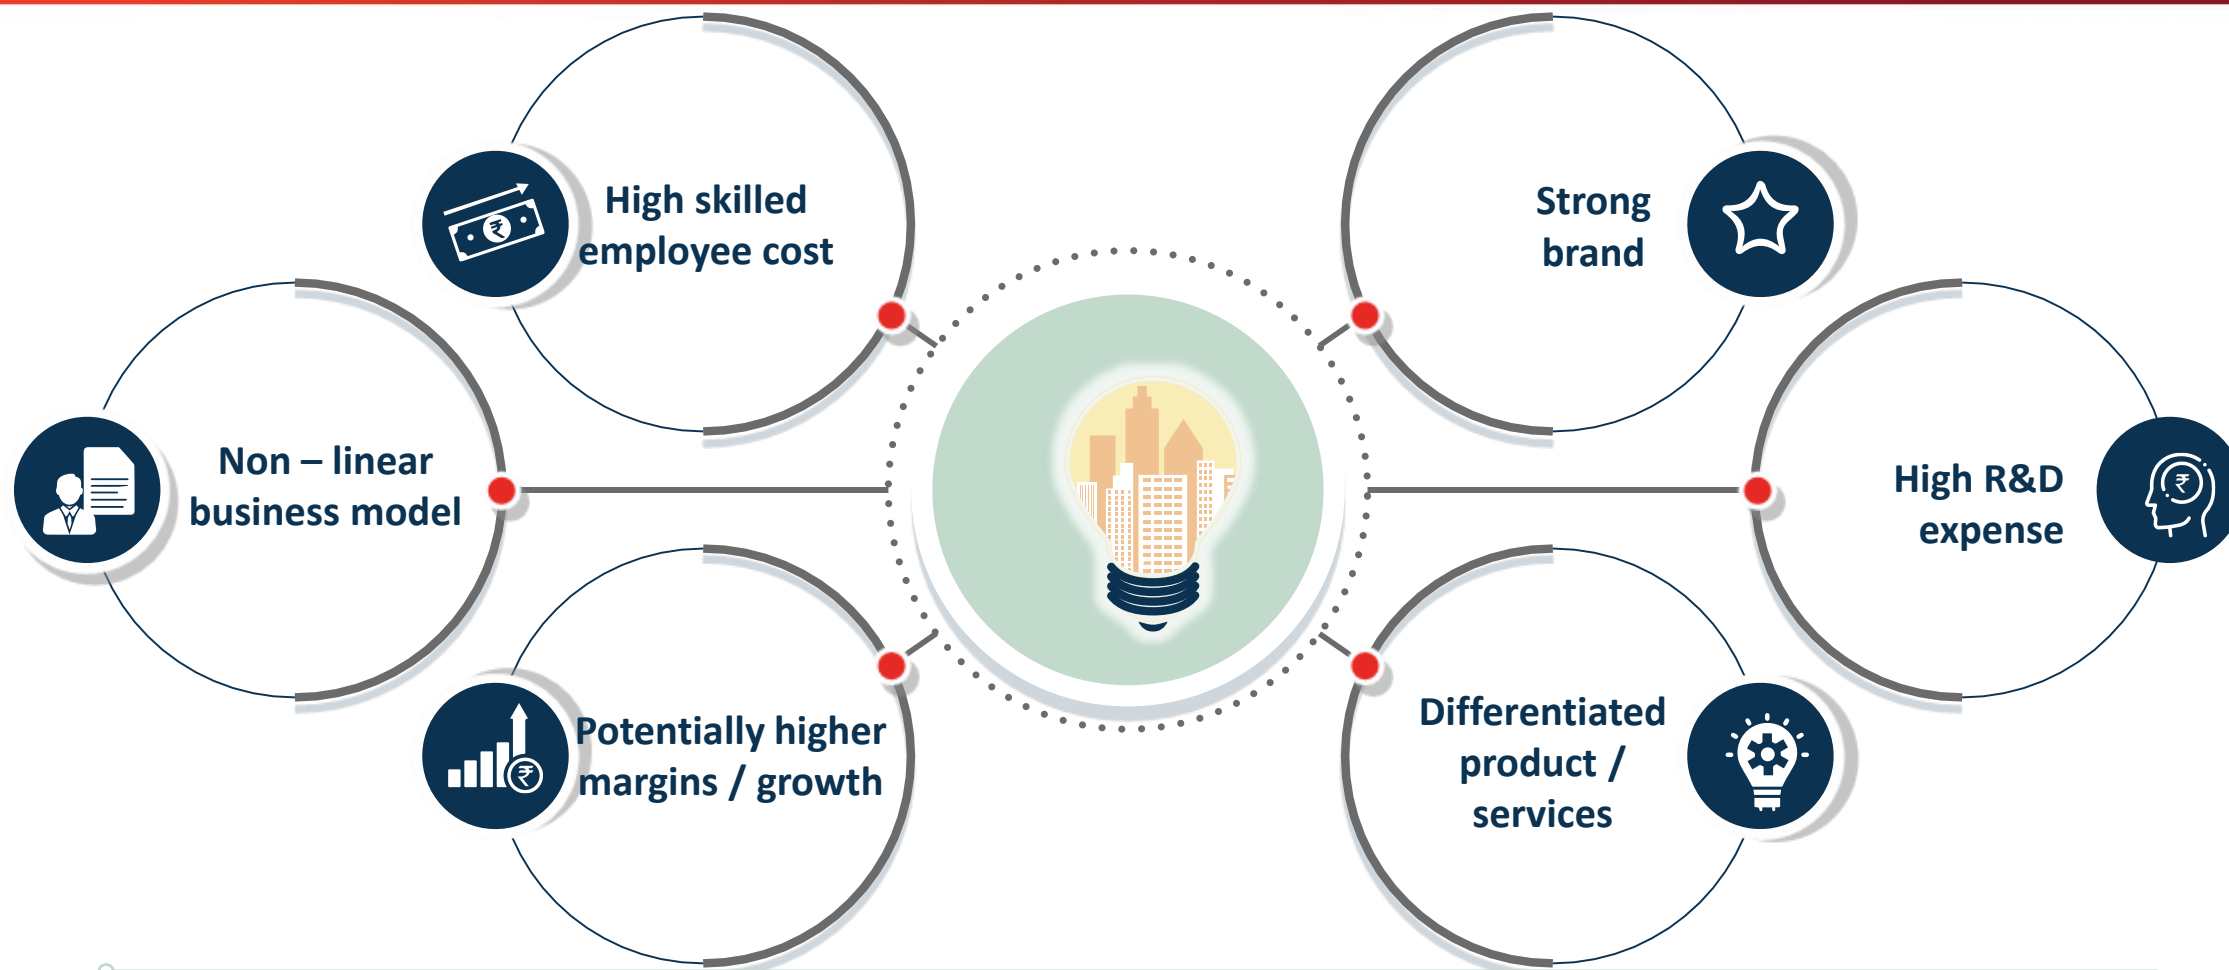 High skilled
employee cost
Strong
brand
Non – linear
business model
High R&D
expense
Potentially higher
margins / growth
Differentiated
product /
services
₹
₹
₹